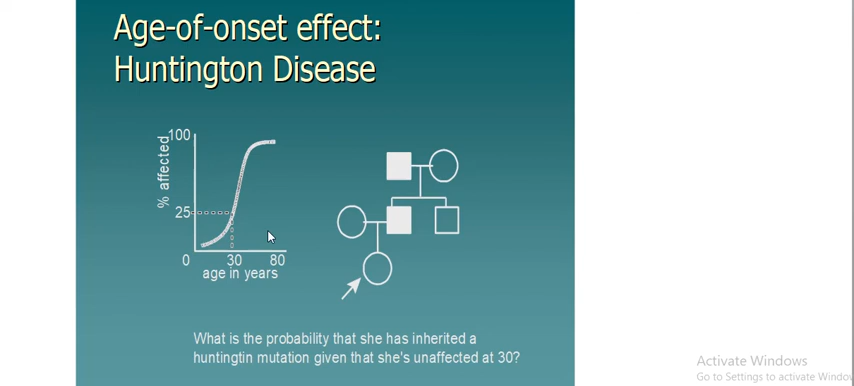 Age-of-onset effect:
Huntington Disease
100
% affected
25
0
30
80
age in years
What is the probability that she has inherited a
huntingtin mutation given that she's unaffected at 30?
Activate Windows
Go to Settings to activate Window